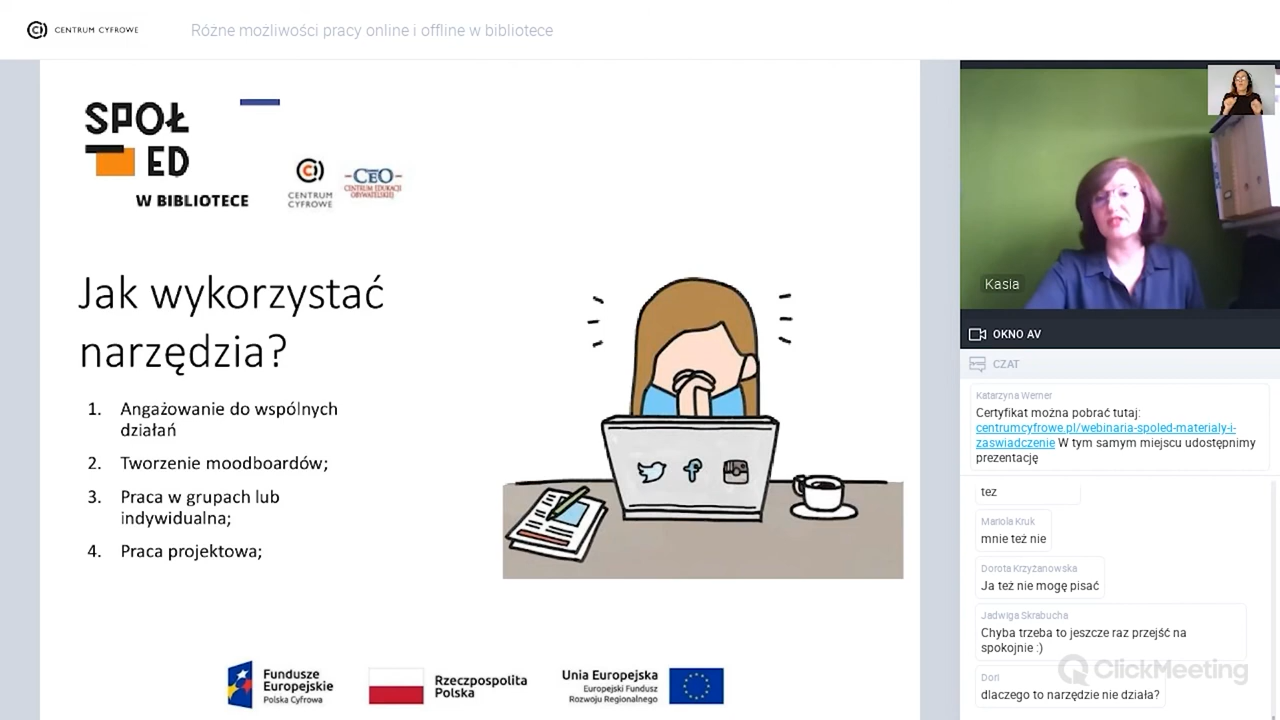 CENTRUM CYFROWE
Różne możliwości pracy online i offline w bibliotece
SPOŁ
ED
W BIBLIOTECE
CENTRUM
CYFROWE
CEO
CENTRUM EDUKACJI
OBYWATELSKIEJ
Jak wykorzystać
narzędzia?
1. Angażowanie do wspólnych
działań
2. Tworzenie moodboardów;
3. Praca w grupach lub
indywidualna;
4. Praca projektowa;
Fundusze
Europejskie
Polska Cyfrowa
Rzeczpospolita
Polska
Unia Europejska
Europejski Fundusz
Rozwoju Regionalnego
Kasia
OKNO AV
CZAT
Katarzyna Werner
Certyfikat można pobrać tutaj:
centrumcyfrowe.pl/webinaria-spoled-materialy-i-
zaswiadczenie W tym samym miejscu udostępnimy
prezentację
tez
Mariola Kruk
mnie też nie
Dorota Krzyżanowska
Ja też nie mogę pisać
Jadwiga Skrabucha
Chyba trzeba to jeszcze raz przejść na
spokojnie :)
ClickMeeting
Dori
dlaczego to narzędzie nie działa?